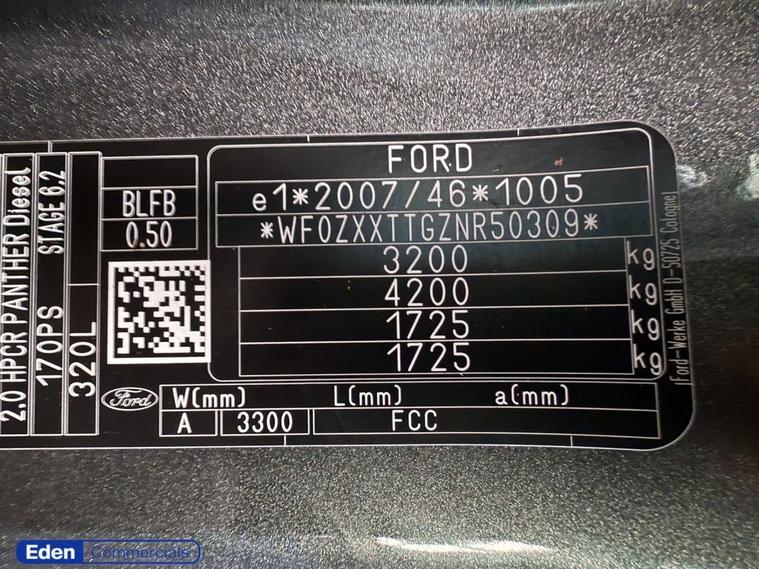 FORD
e1*2007/46*1005
*WF0ZXXTTGZNR50309*
3200 kg
4200 kg
1725 kg
1725 kg
BLFB
0.50
2.0 HPCR PANTHER Diesel
170PS STAGE 6.2
320L
Ford
W(mm) L(mm) a(mm)
A 3300 FCC
Ford-Werke GmbH D-50725 Cologne
Eden Commercials